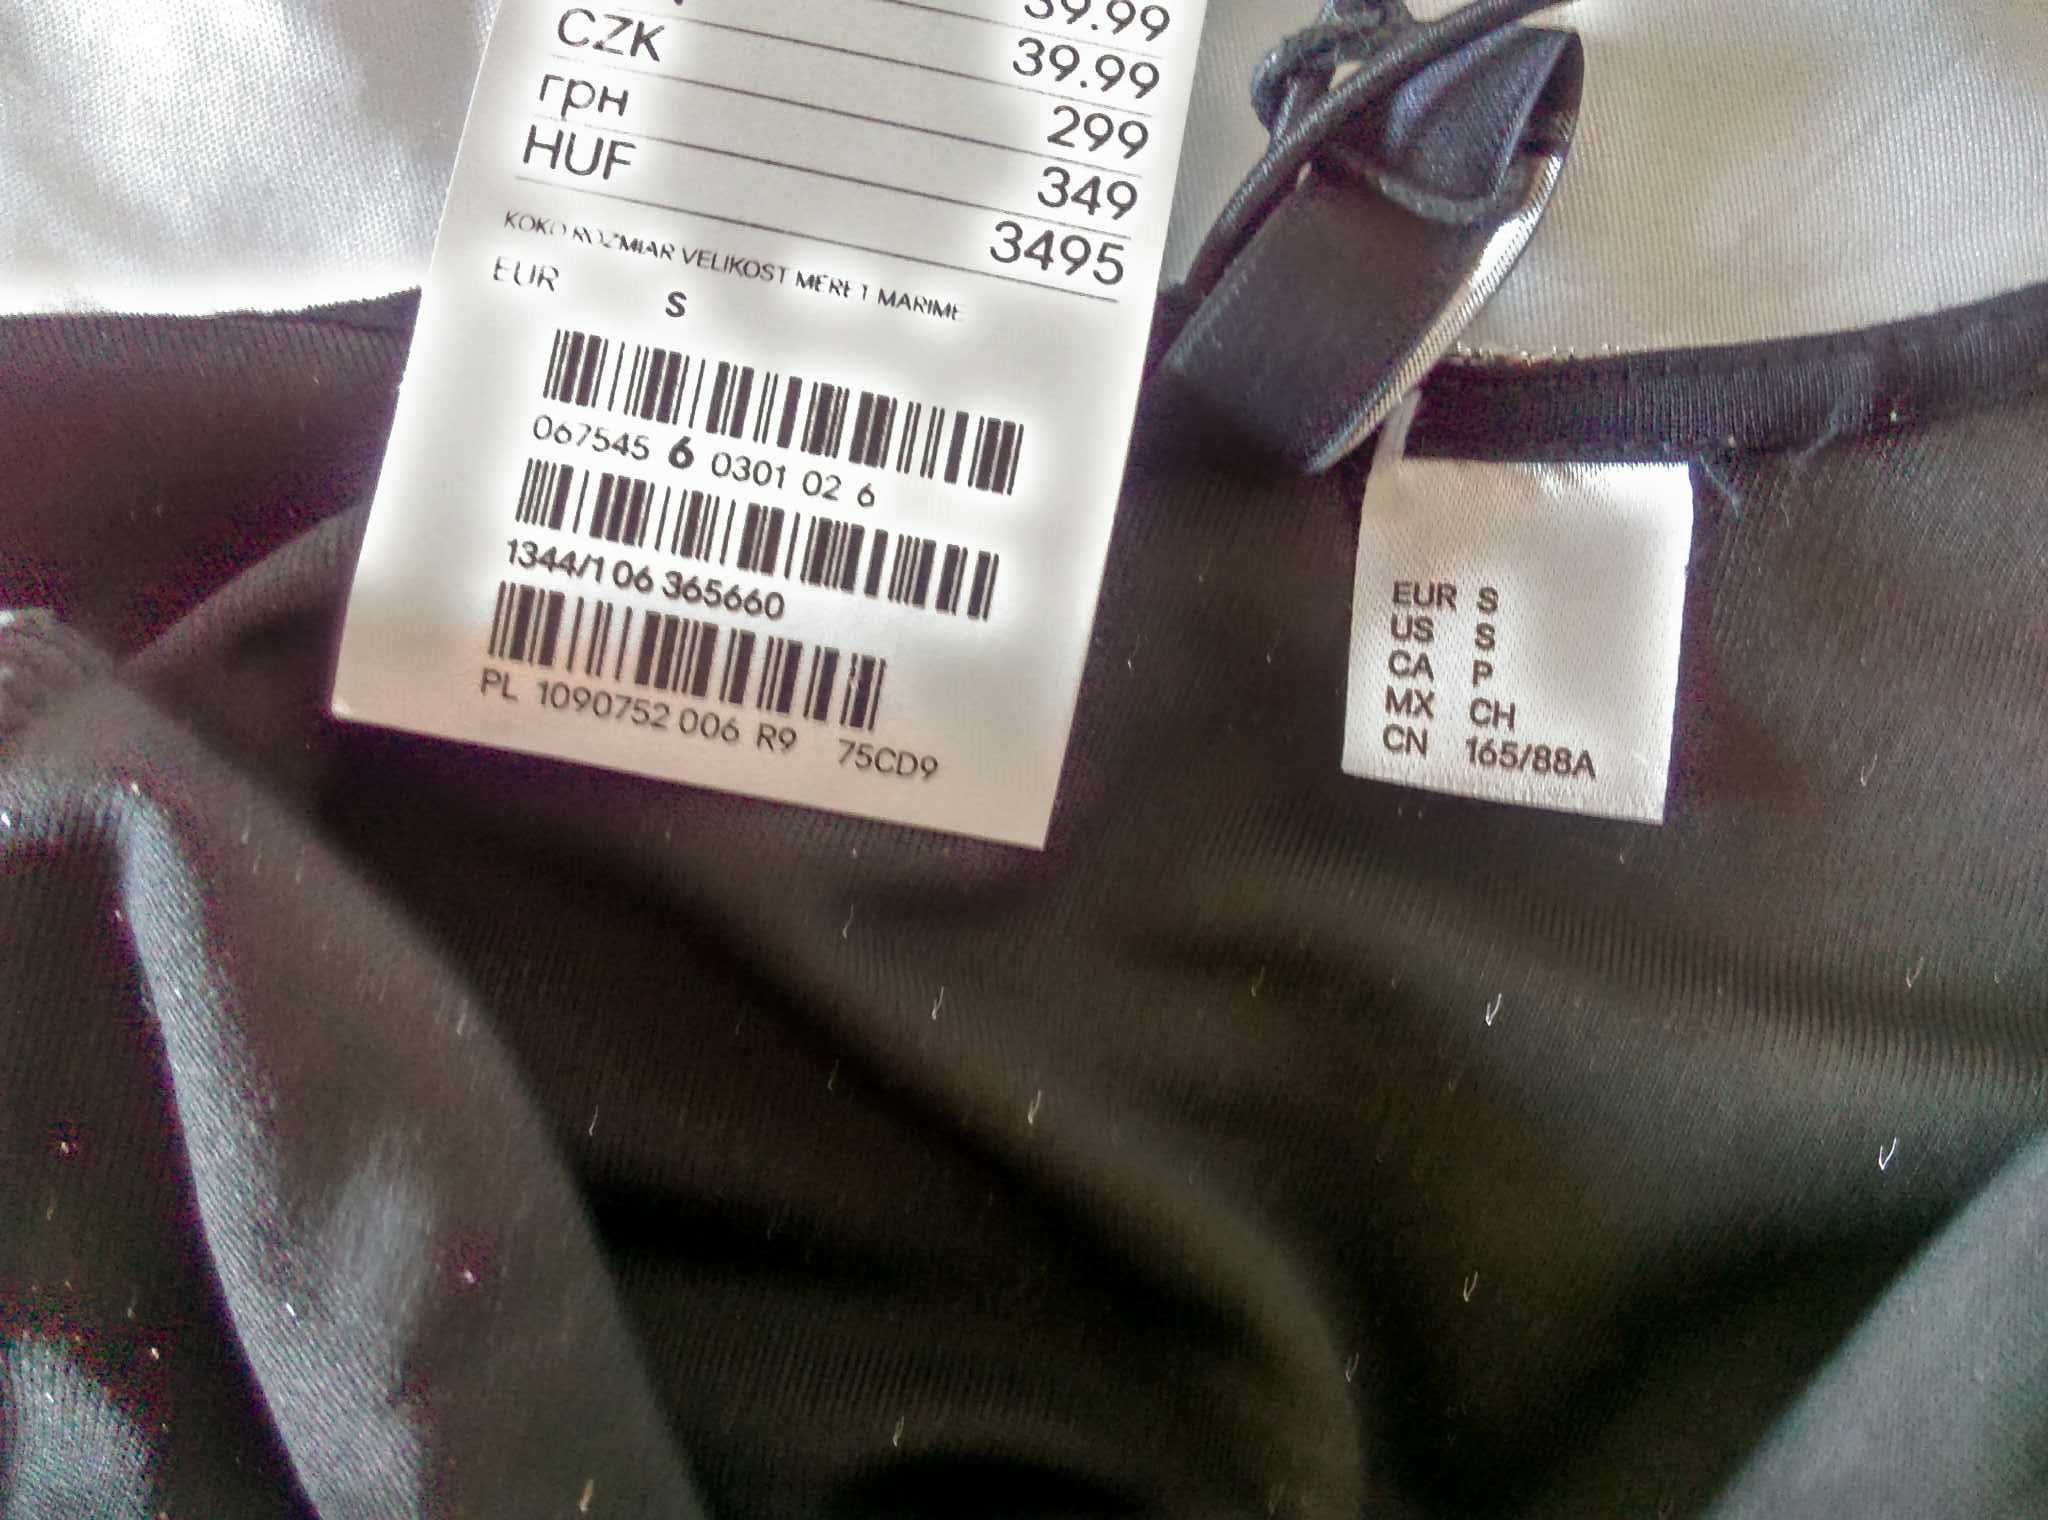 39.99
CZK 39.99
грн 299
HUF 349
3495
KOKO ROZMIAR VELIKOST MERET MARIME
EUR S
067545 6 0301 02 6
1344/1 06 365660
PL 1090752 006 R9 75CD9
EUR S
US S
CA P
MX CH
CN 165/88A